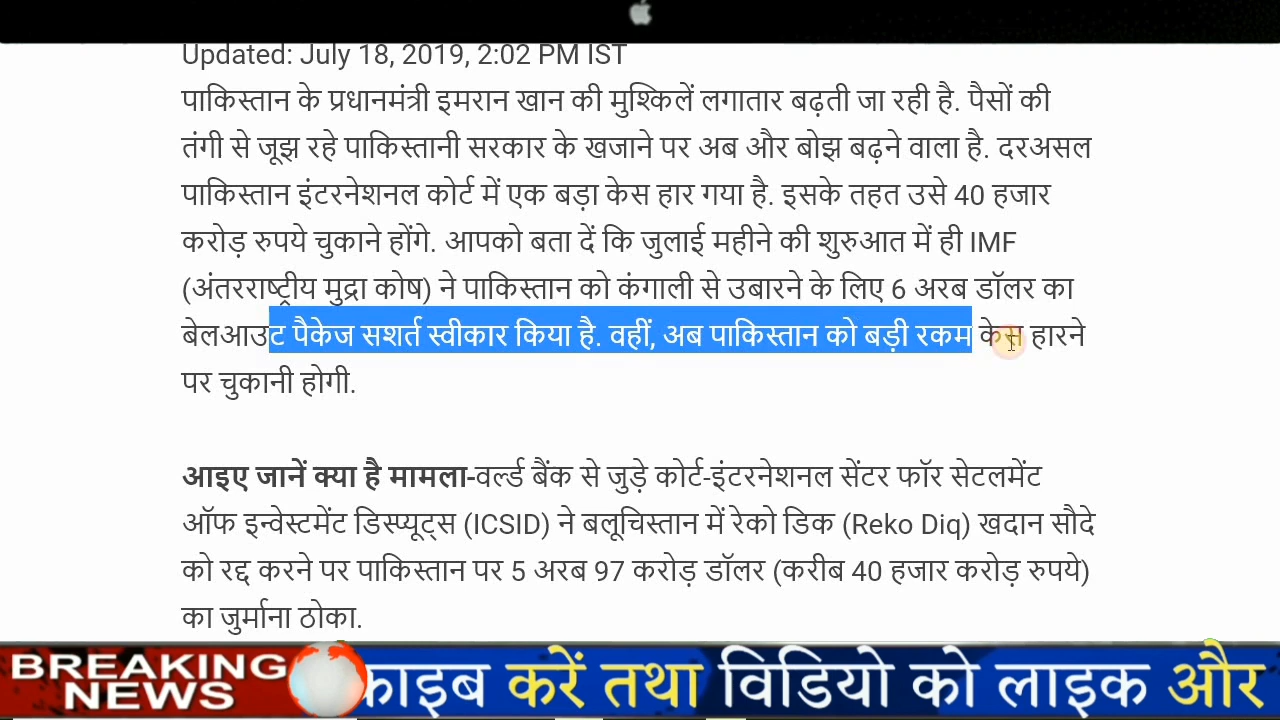 Updated: July 18, 2019, 2:02 PM IST
पाकिस्तान के प्रधानमंत्री इमरान खान की मुश्किलें लगातार बढ़ती जा रही है. पैसों की
तंगी से जूझ रहे पाकिस्तानी सरकार के खजाने पर अब और बोझ बढ़ने वाला है. दरअसल
पाकिस्तान इंटरनेशनल कोर्ट में एक बड़ा केस हार गया है. इसके तहत उसे 40 हजार
करोड़ रुपये चुकाने होंगे. आपको बता दें कि जुलाई महीने की शुरुआत में ही IMF
(अंतरराष्ट्रीय मुद्रा कोष) ने पाकिस्तान को कंगाली से उबारने के लिए 6 अरब डॉलर का
बेलआउट पैकेज सशर्त स्वीकार किया है. वहीं, अब पाकिस्तान को बड़ी रकम केस हारने
पर चुकानी होगी.
आइए जानें क्या है मामला-वर्ल्ड बैंक से जुड़े कोर्ट-इंटरनेशनल सेंटर फॉर सेटलमेंट
ऑफ इन्वेस्टमेंट डिस्प्यूट्स (ICSID) ने बलूचिस्तान में रेको डिक (Reko Diq) खदान सौदे
को रद्द करने पर पाकिस्तान पर 5 अरब 97 करोड़ डॉलर (करीब 40 हजार करोड़ रुपये)
का जुर्माना ठोका.
BREAKING
NEWS
काइब करें तथा विडियो को लाइक और